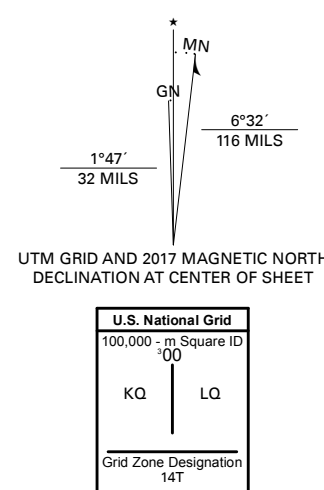 ★
MN
GN
6°32´
116 MILS
1°47´
32 MILS
UTM GRID AND 2017 MAGNETIC NORTH
DECLINATION AT CENTER OF SHEET
U.S. National Grid
100,000 - m Square ID
³00
KQ LQ
Grid Zone Designation
14T